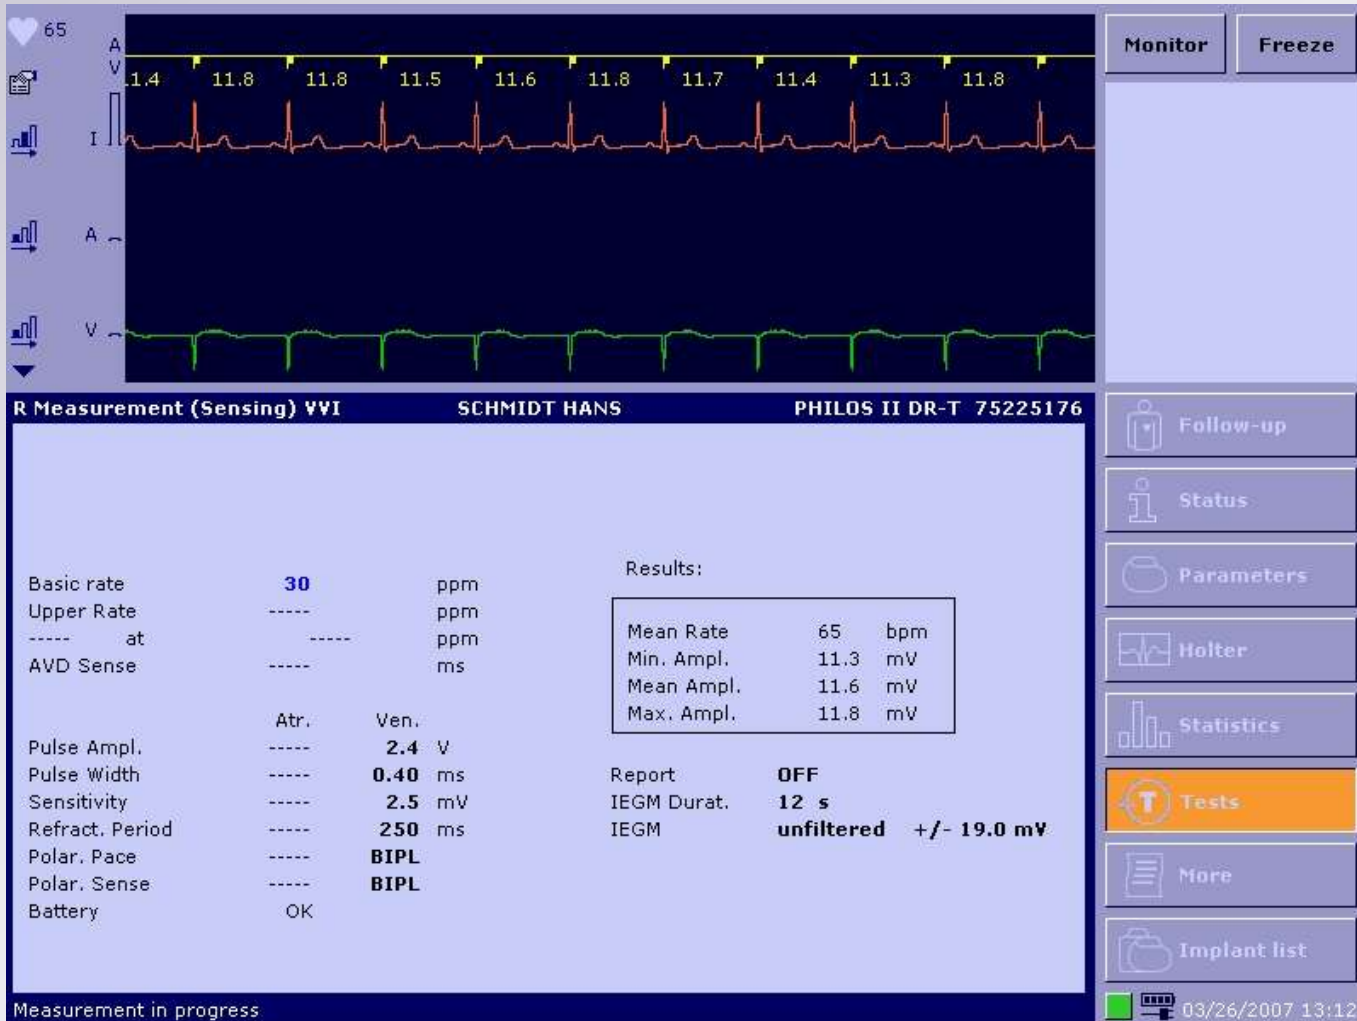 65
Monitor
Freeze
A
V
1.4 11.8 11.8 11.5 11.6 11.8 11.7 11.4 11.3 11.8
I
A
V
R Measurement (Sensing) VVI SCHMIDT HANS PHILOS II DR-T 75225176
Basic rate 30 ppm
Upper Rate ----- ppm
----- at ----- ppm
AVD Sense ----- ms
Atr. Ven.
Pulse Ampl. ----- 2.4 V
Pulse Width ----- 0.40 ms
Sensitivity ----- 2.5 mV
Refract. Period ----- 250 ms
Polar. Pace ----- BIPL
Polar. Sense ----- BIPL
Battery OK
Results:
Mean Rate 65 bpm
Min. Ampl. 11.3 mV
Mean Ampl. 11.6 mV
Max. Ampl. 11.8 mV
Report OFF
IEGM Durat. 12 s
IEGM unfiltered +/- 19.0 mV
Follow-up
Status
Parameters
Holter
Statistics
T Tests
More
Implant list
Measurement in progress
03/26/2007 13:12